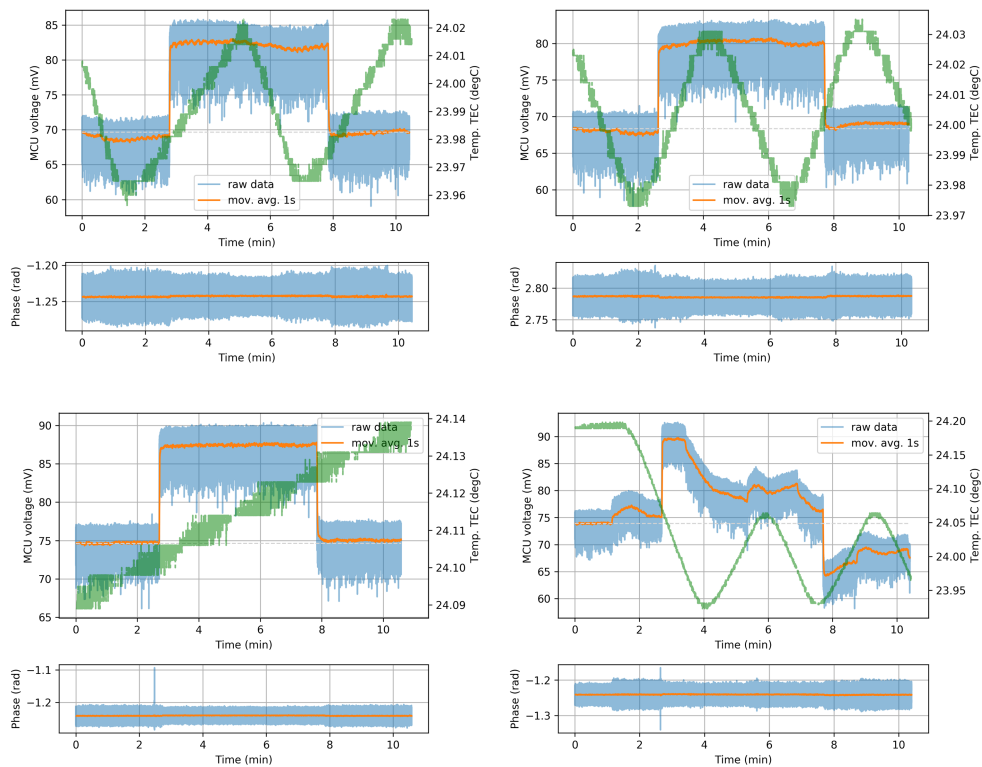 85
80
75
70
65
60
MCU voltage (mV)
24.02
24.01
24.00
23.99
23.98
23.97
23.96
Temp. TEC (degC)
raw data
mov. avg. 1s
0 2 4 6 8 10
Time (min)
−1.20
−1.25
Phase (rad)
0 2 4 6 8 10
Time (min)
80
75
70
65
60
MCU voltage (mV)
24.03
24.02
24.01
24.00
23.99
23.98
23.97
Temp. TEC (degC)
raw data
mov. avg. 1s
0 2 4 6 8 10
Time (min)
2.80
2.75
Phase (rad)
0 2 4 6 8 10
Time (min)
90
85
80
75
70
65
MCU voltage (mV)
24.14
24.13
24.12
24.11
24.10
24.09
Temp. TEC (degC)
raw data
mov. avg. 1s
0 2 4 6 8 10
Time (min)
−1.1
−1.2
Phase (rad)
0 2 4 6 8 10
Time (min)
90
85
80
75
70
65
60
MCU voltage (mV)
24.20
24.15
24.10
24.05
24.00
23.95
Temp. TEC (degC)
raw data
mov. avg. 1s
0 2 4 6 8 10
Time (min)
−1.2
−1.3
Phase (rad)
0 2 4 6 8 10
Time (min)